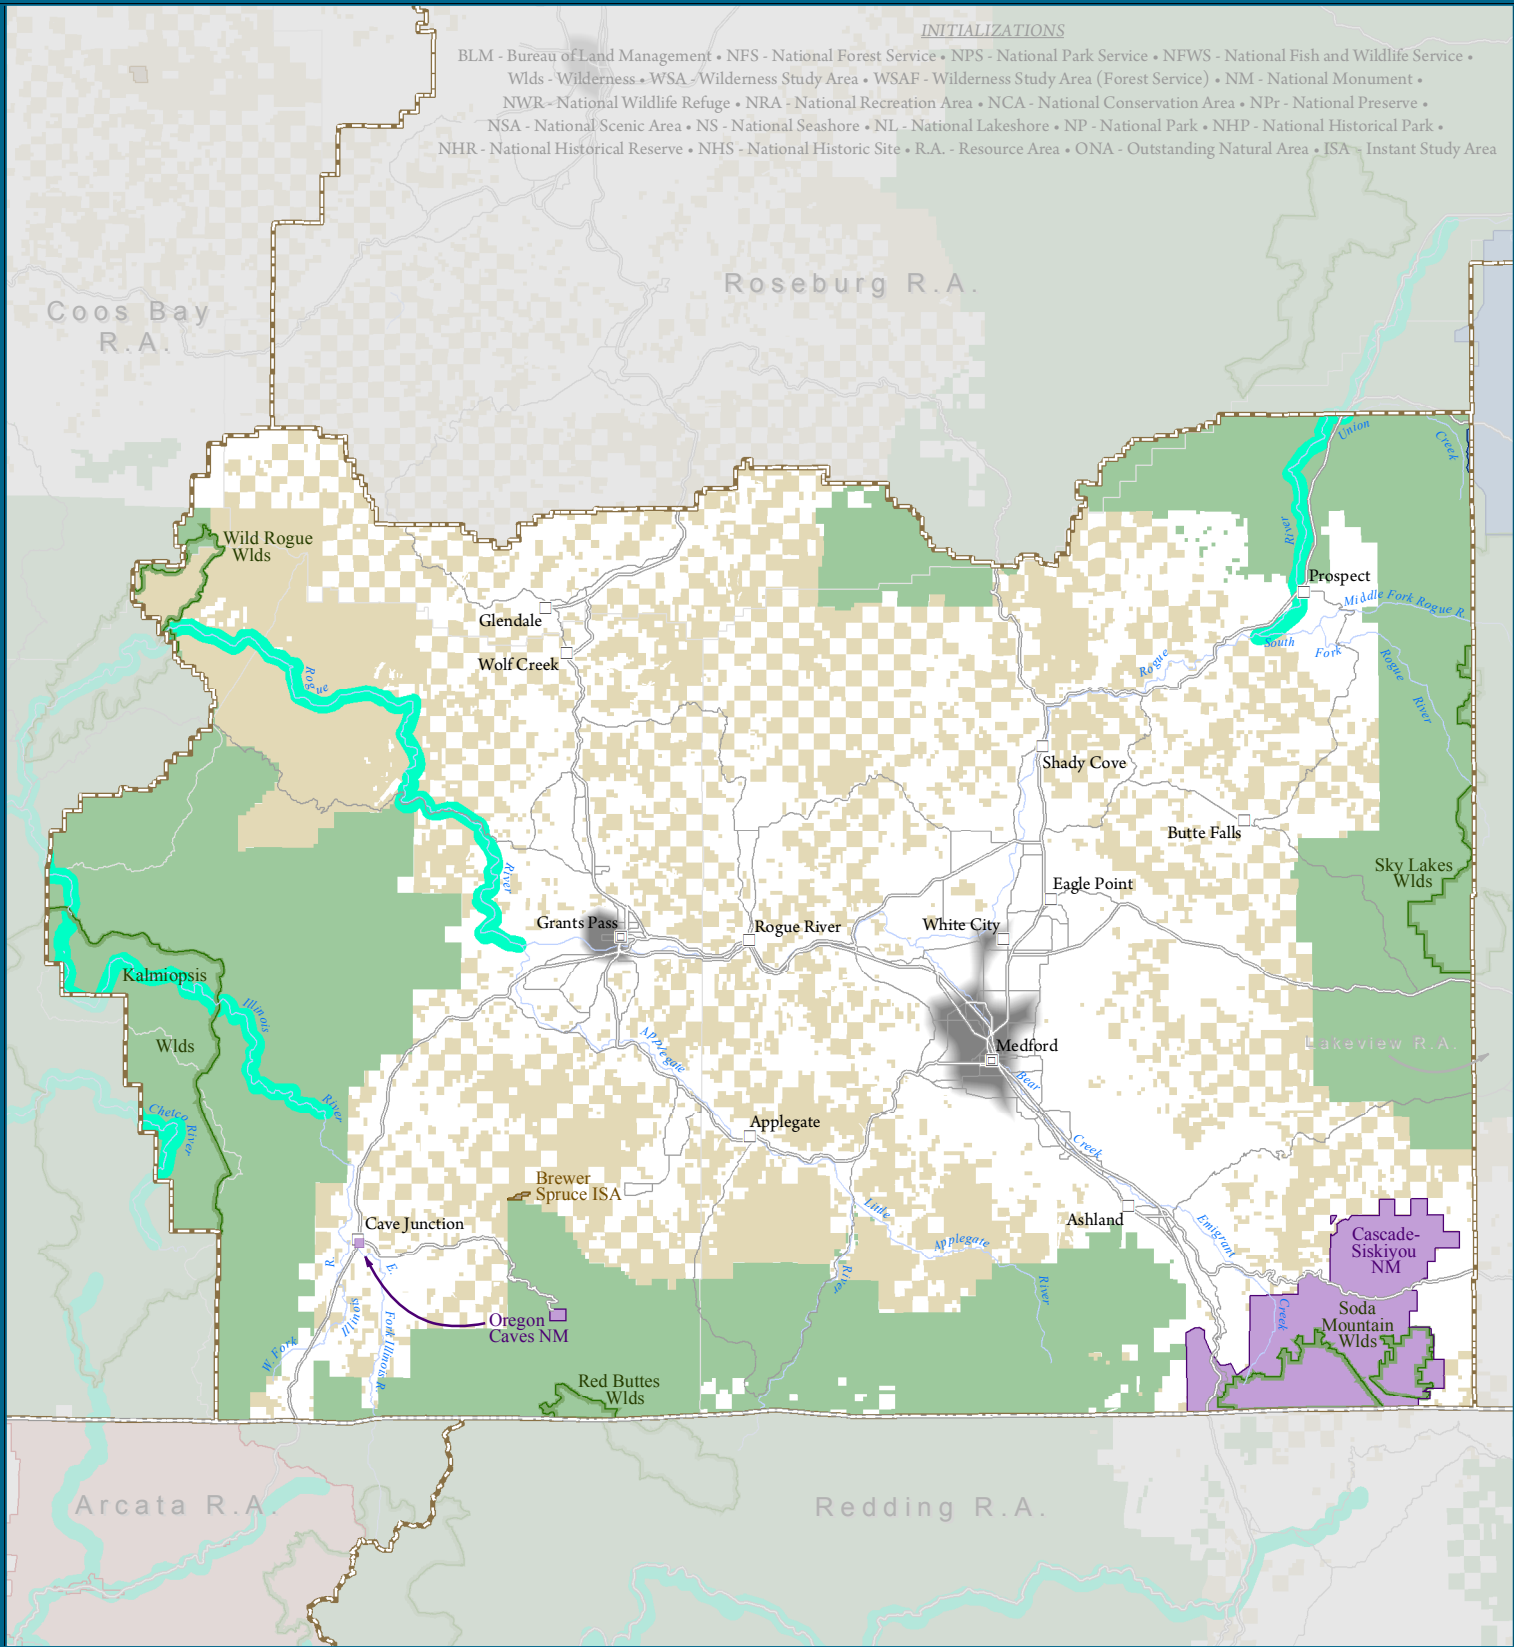 INITIALIZATIONS
BLM - Bureau of Land Management • NFS - National Forest Service • NPS - National Park Service • NFWS - National Fish and Wildlife Service •
Wlds - Wilderness • WSA - Wilderness Study Area • WSAF - Wilderness Study Area (Forest Service) • NM - National Monument •
NWR - National Wildlife Refuge • NRA - National Recreation Area • NCA - National Conservation Area • NPr - National Preserve •
NSA - National Scenic Area • NS - National Seashore • NL - National Lakeshore • NP - National Park • NHP - National Historical Park •
NHR - National Historical Reserve • NHS - National Historic Site • R.A. - Resource Area • ONA - Outstanding Natural Area • ISA - Instant Study Area
Roseburg R.A.
Coos Bay
R.A.
Union
Creek
River
Wild Rogue
Wlds
Prospect
Middle Fork Rogue R.
Glendale
South
Fork
Rogue
River
Wolf Creek
Rogue
Rogue
River
Shady Cove
Butte Falls
Sky Lakes
Wlds
Eagle Point
Grants Pass
Rogue River
White City
Kalmiopsis
Wlds
Illinois
River
Applegate
Medford
Bear
Creek
Lakeview R.A.
Chetco
River
Applegate
Brewer
Spruce ISA
Cave Junction
Little
Applegate
River
River
Ashland
Emigrant
Creek
Cascade-
Siskiyou
NM
R.
Illinois
W. Fork
E.
Fork Illinois R.
Oregon
Caves NM
Soda
Mountain
Wlds
Red Buttes
Wlds
Arcata R.A.
Redding R.A.